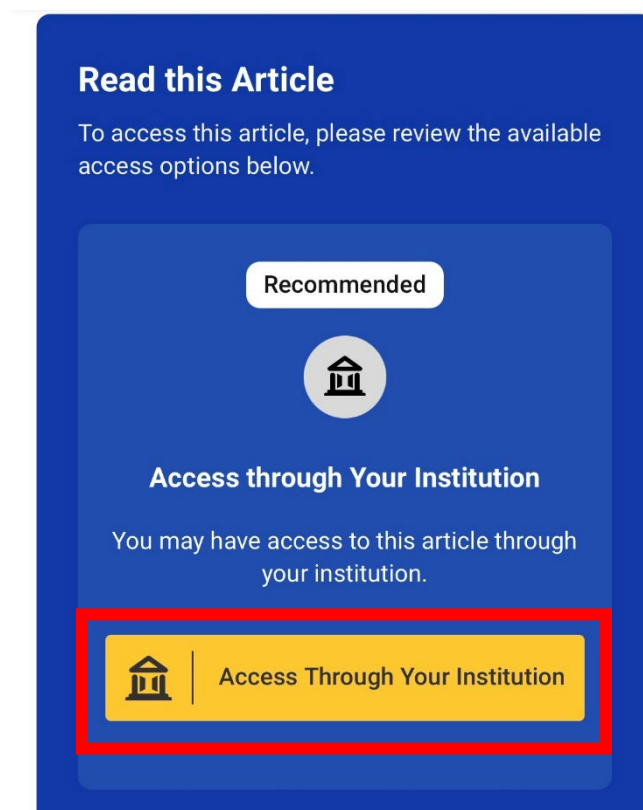 Read this Article
To access this article, please review the available
access options below.
Recommended
Access through Your Institution
You may have access to this article through
your institution.
Access Through Your Institution